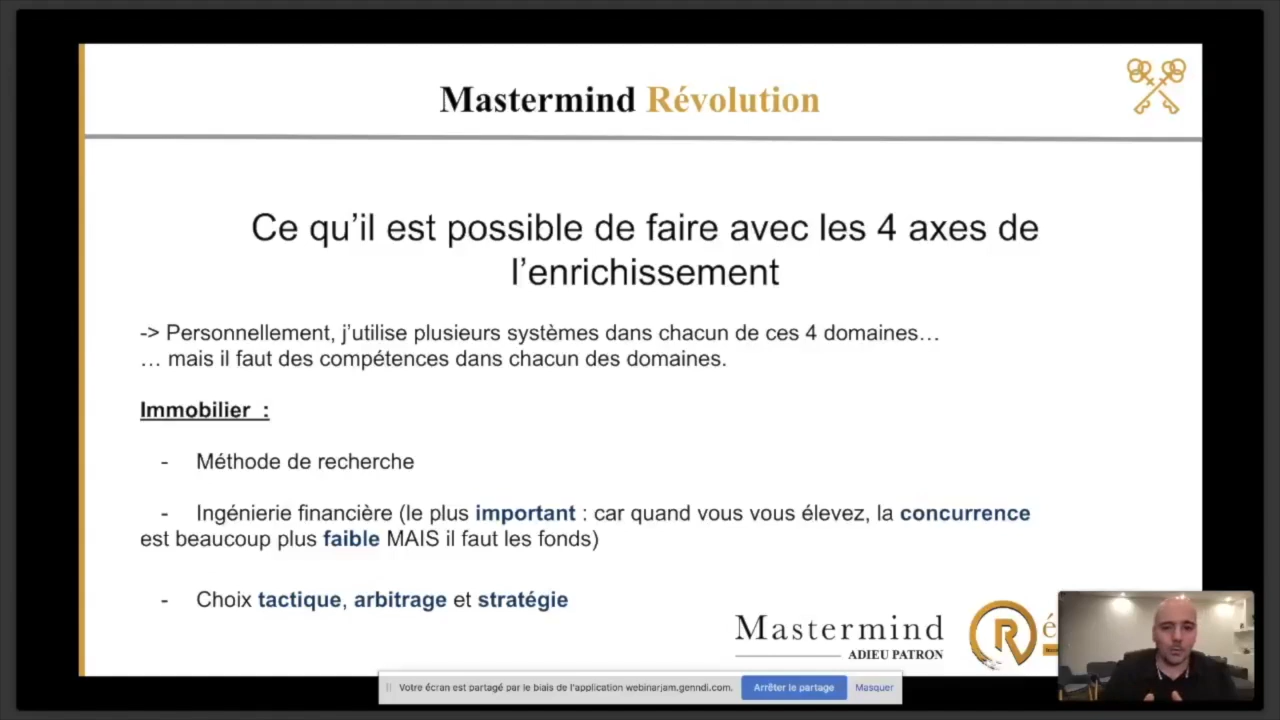 Mastermind Révolution
Ce qu'il est possible de faire avec les 4 axes de
l'enrichissement
-> Personnellement, j'utilise plusieurs systèmes dans chacun de ces 4 domaines…
… mais il faut des compétences dans chacun des domaines.
Immobilier :
- Méthode de recherche
- Ingénierie financière (le plus important : car quand vous vous élevez, la concurrence
est beaucoup plus faible MAIS il faut les fonds)
- Choix tactique, arbitrage et stratégie
Mastermind
ADIEU PATRON
R
é
Votre écran est partagé par le biais de l'application webinarjam.genndi.com.
Arrêter le partage
Masquer